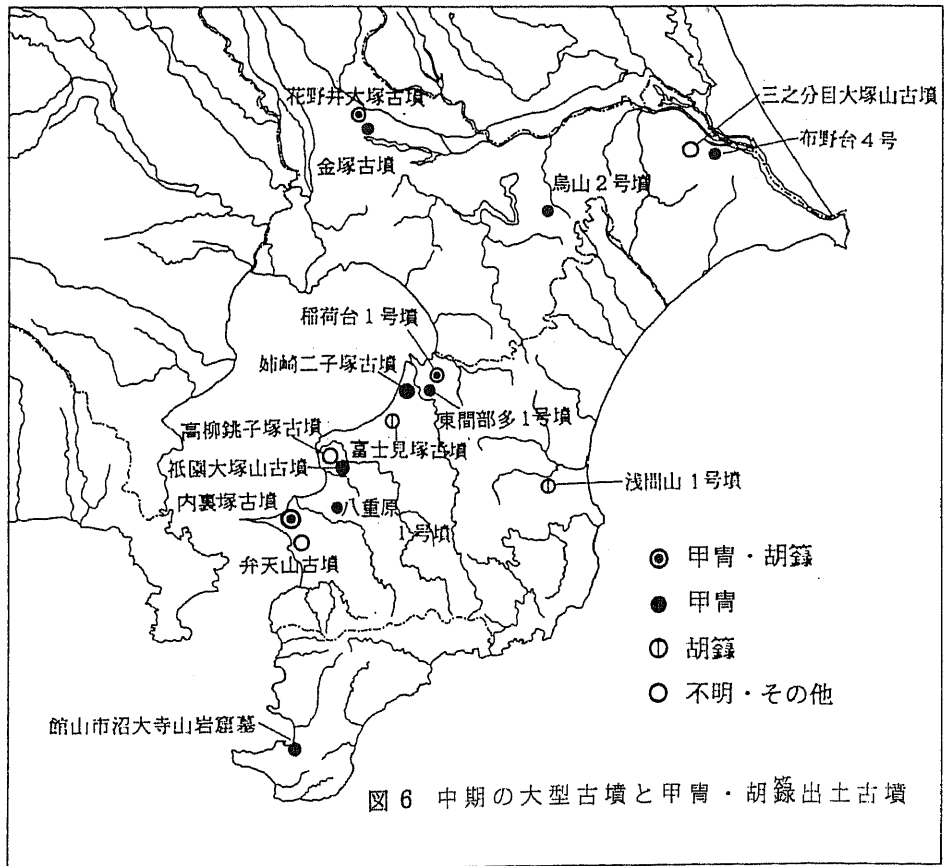 花野井大塚古墳
三之分目大塚山古墳
布野台4号
金塚古墳
烏山2号墳
稲荷台1号墳
姉崎二子塚古墳
東間部多1号墳
高柳銚子塚古墳
富士見塚古墳
祇園大塚山古墳
浅間山1号墳
内裏塚古墳
八重原
1号墳
弁天山古墳
甲冑・胡籙
甲冑
胡籙
不明・その他
館山市沼大寺山岩窟墓
図6 中期の大型古墳と甲冑・胡籙出土古墳